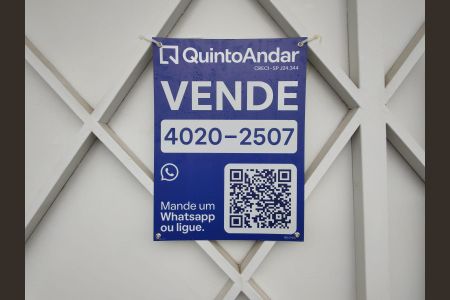 QuintoAndar
CRECI-SP J24.344
VENDE
4020-2507
Mande um
Whatsapp
ou ligue.